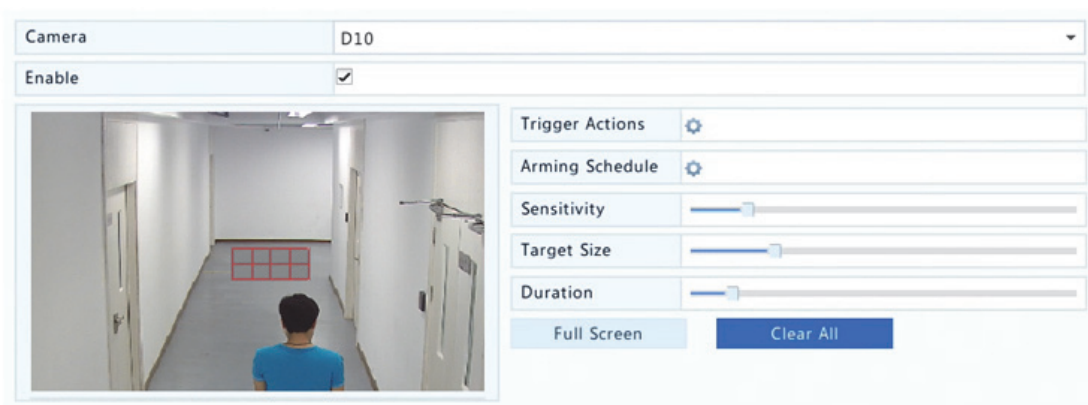 Camera D10
Enable
Trigger Actions
Arming Schedule
Sensitivity
Target Size
Duration
Full Screen Clear All